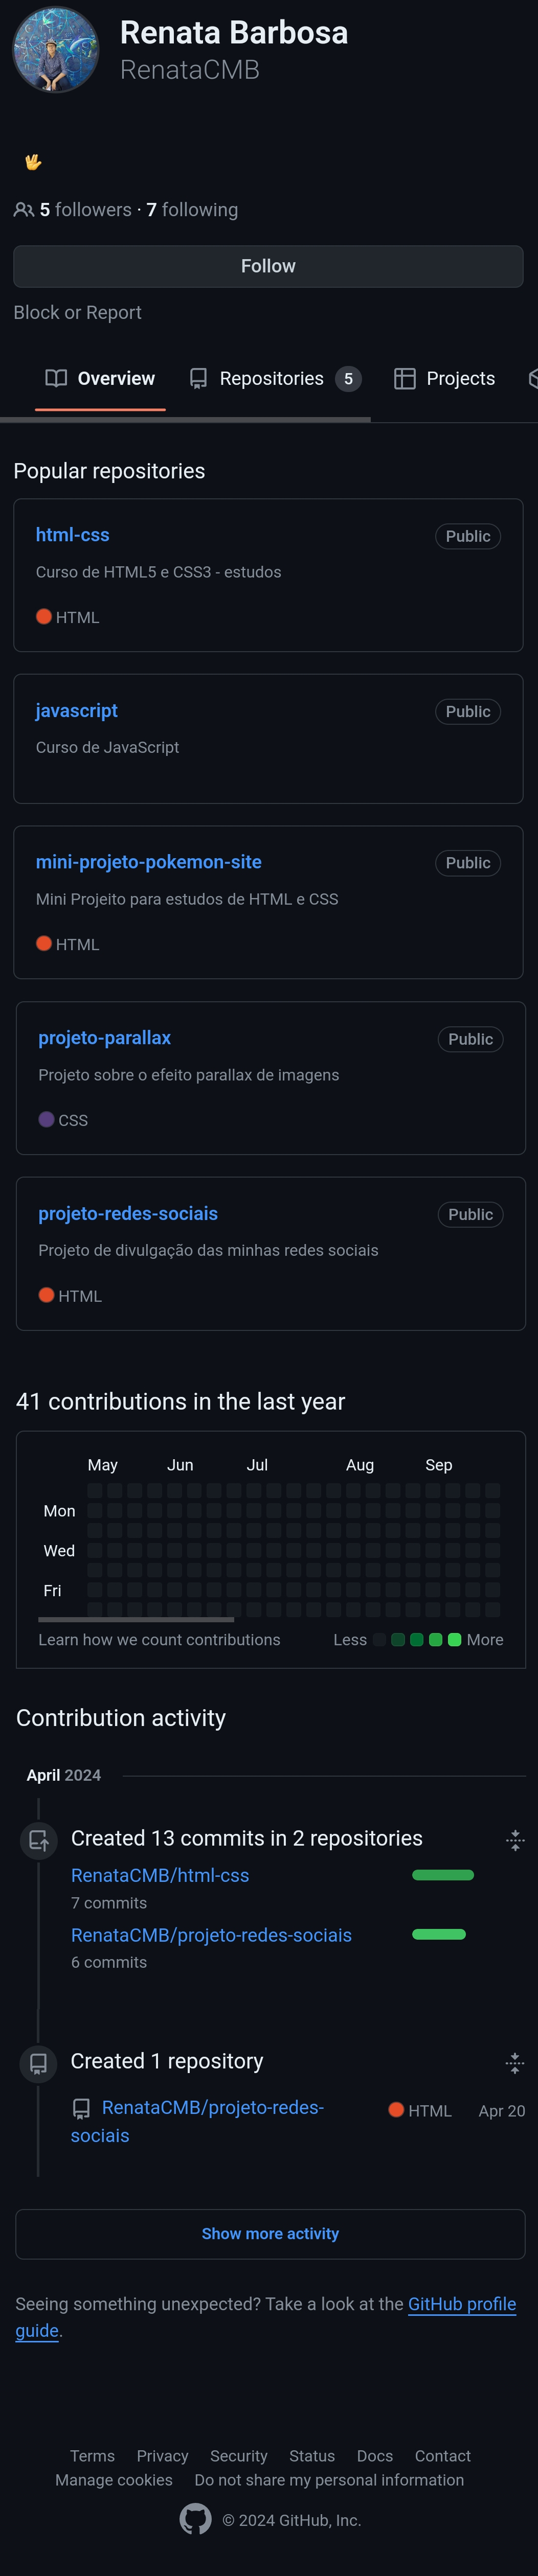 Renata Barbosa
RenataCMB
5 followers · 7 following
Follow
Block or Report
Overview
Repositories 5
Projects
Popular repositories
html-css
Public
Curso de HTML5 e CSS3 - estudos
HTML
javascript
Public
Curso de JavaScript
mini-projeto-pokemon-site
Public
Mini Projeito para estudos de HTML e CSS
HTML
projeto-parallax
Public
Projeto sobre o efeito parallax de imagens
CSS
projeto-redes-sociais
Public
Projeto de divulgação das minhas redes sociais
HTML
41 contributions in the last year
May Jun Jul Aug Sep
Mon
Wed
Fri
Learn how we count contributions
Less More
Contribution activity
April 2024
Created 13 commits in 2 repositories
RenataCMB/html-css
7 commits
RenataCMB/projeto-redes-sociais
6 commits
Created 1 repository
RenataCMB/projeto-redes-
sociais
HTML Apr 20
Show more activity
Seeing something unexpected? Take a look at the GitHub profile
guide.
Terms Privacy Security Status Docs Contact
Manage cookies Do not share my personal information
© 2024 GitHub, Inc.